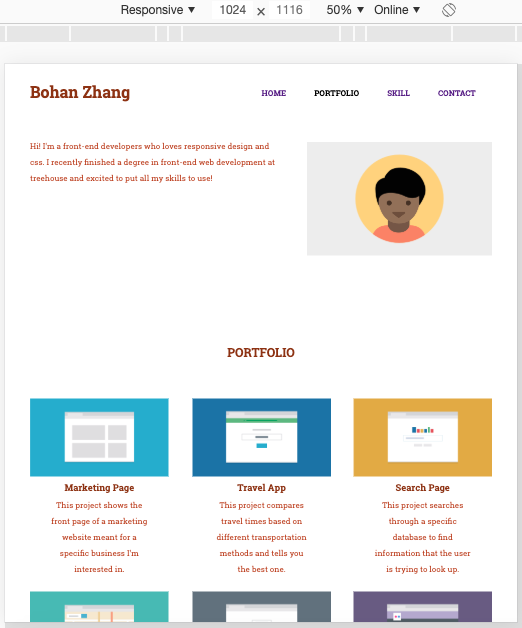 Responsive ▼ 1024 × 1116 50% ▼ Online ▼
Bohan Zhang
HOME PORTFOLIO SKILL CONTACT
Hi! I'm a front-end developers who loves responsive design and
css. I recently finished a degree in front-end web development at
treehouse and excited to put all my skills to use!
PORTFOLIO
Marketing Page
This project shows the
front page of a marketing
website meant for a
specific business I'm
interested in.
Travel App
This project compares
travel times based on
different transportation
methods and tells you
the best one.
Search Page
This project searches
through a specific
database to find
information that the user
is trying to look up.